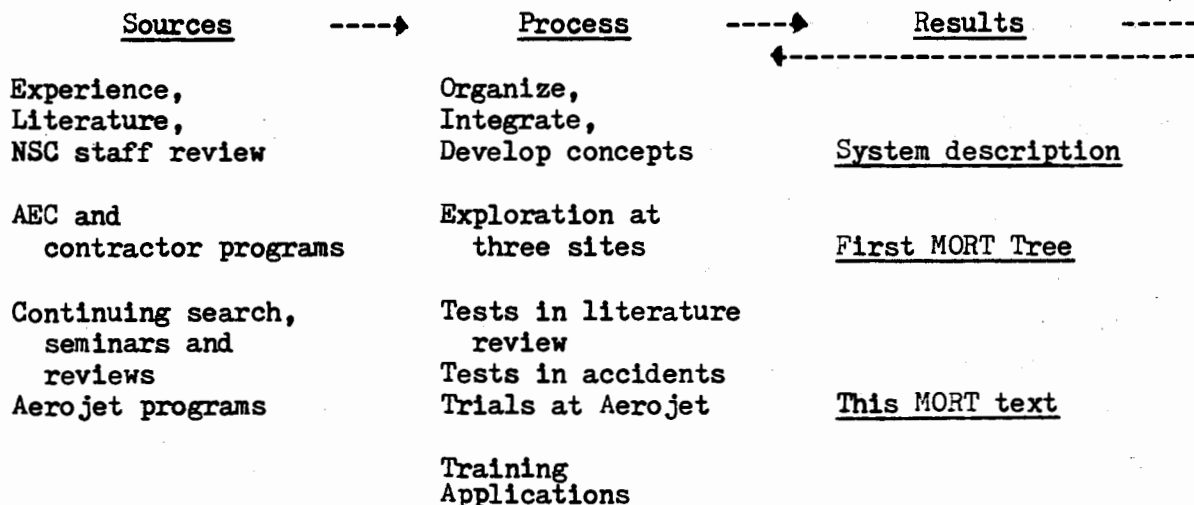 Sources ----> Process ----> Results ----
<----------------
Experience, Organize,
Literature, Integrate,
NSC staff review Develop concepts System description
AEC and Exploration at
contractor programs three sites First MORT Tree
Continuing search, Tests in literature
seminars and review
reviews Tests in accidents
Aerojet programs Trials at Aerojet This MORT text
Training
Applications